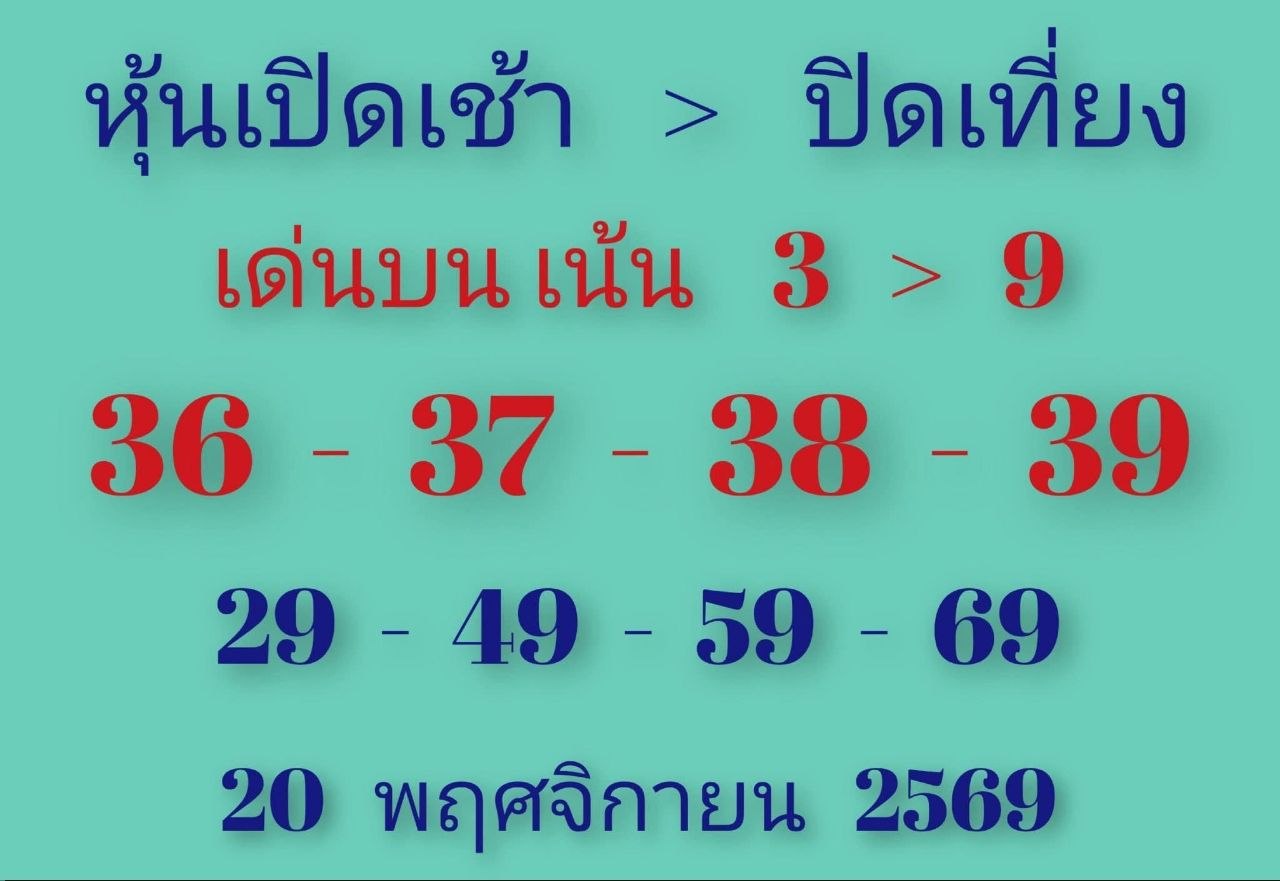 หุ้นเปิดเช้า > ปิดเที่ยง
เด่นบน เน้น 3 > 9
36 - 37 - 38 - 39
29 - 49 - 59 - 69
20 พฤศจิกายน 2569